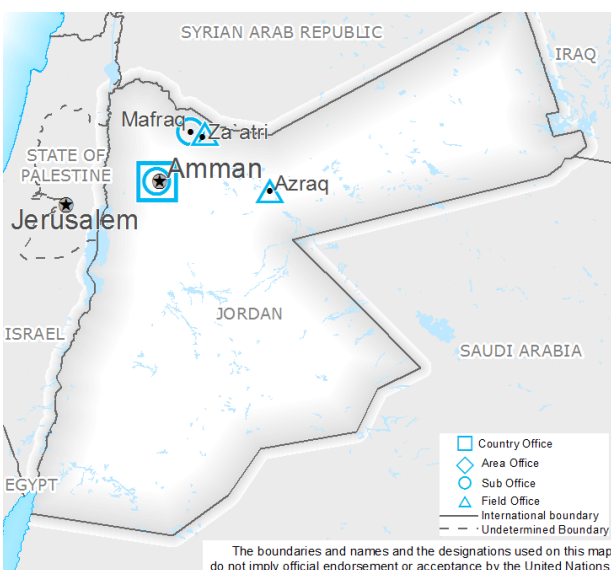 SYRIAN ARAB REPUBLIC
IRAQ
Mafraq
Za`atri
STATE OF
PALESTINE
Amman
Azraq
Jerusalem
JORDAN
ISRAEL
SAUDI ARABIA
EGYPT
Country Office
Area Office
Sub Office
Field Office
International boundary
Undetermined Boundary
The boundaries and names and the designations used on this map
do not imply official endorsement or acceptance by the United Nations